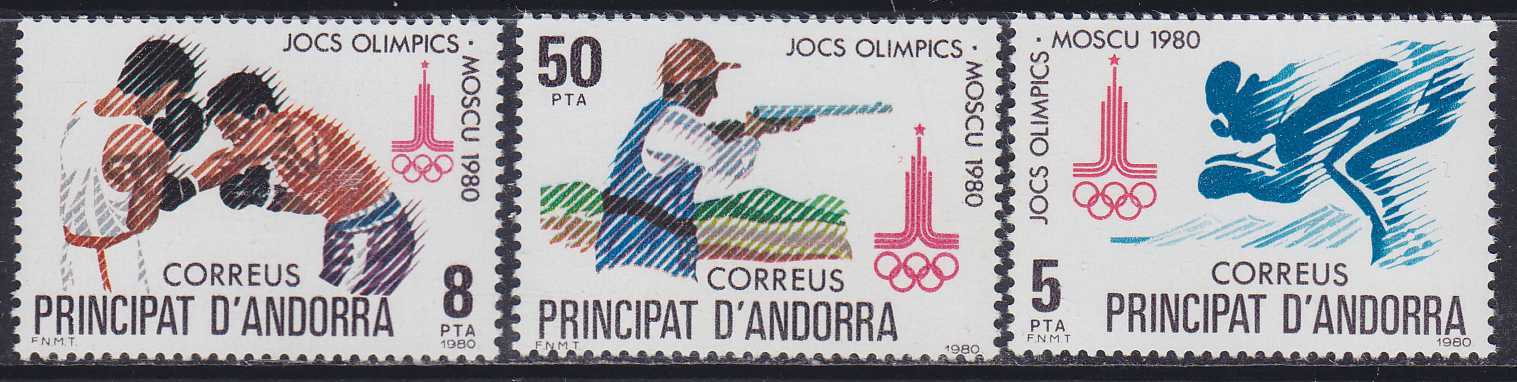 JOCS OLIMPICS ·
MOSCU 1980
CORREUS
PRINCIPAT D'ANDORRA
8
PTA
F.N.M.T.
1980
50
PTA
JOCS OLIMPICS ·
MOSCU 1980
CORREUS
PRINCIPAT D'ANDORRA
F.N.M.T
1980
JOCS OLIMPICS ·
MOSCU 1980
CORREUS
5
PTA
PRINCIPAT D'ANDORRA
F.N.M.T
1980